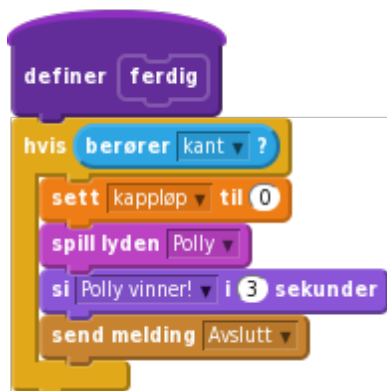 definer ferdig
hvis berører kant ?
sett kappløp til 0
spill lyden Polly
si Polly vinner! i 3 sekunder
send melding Avslutt